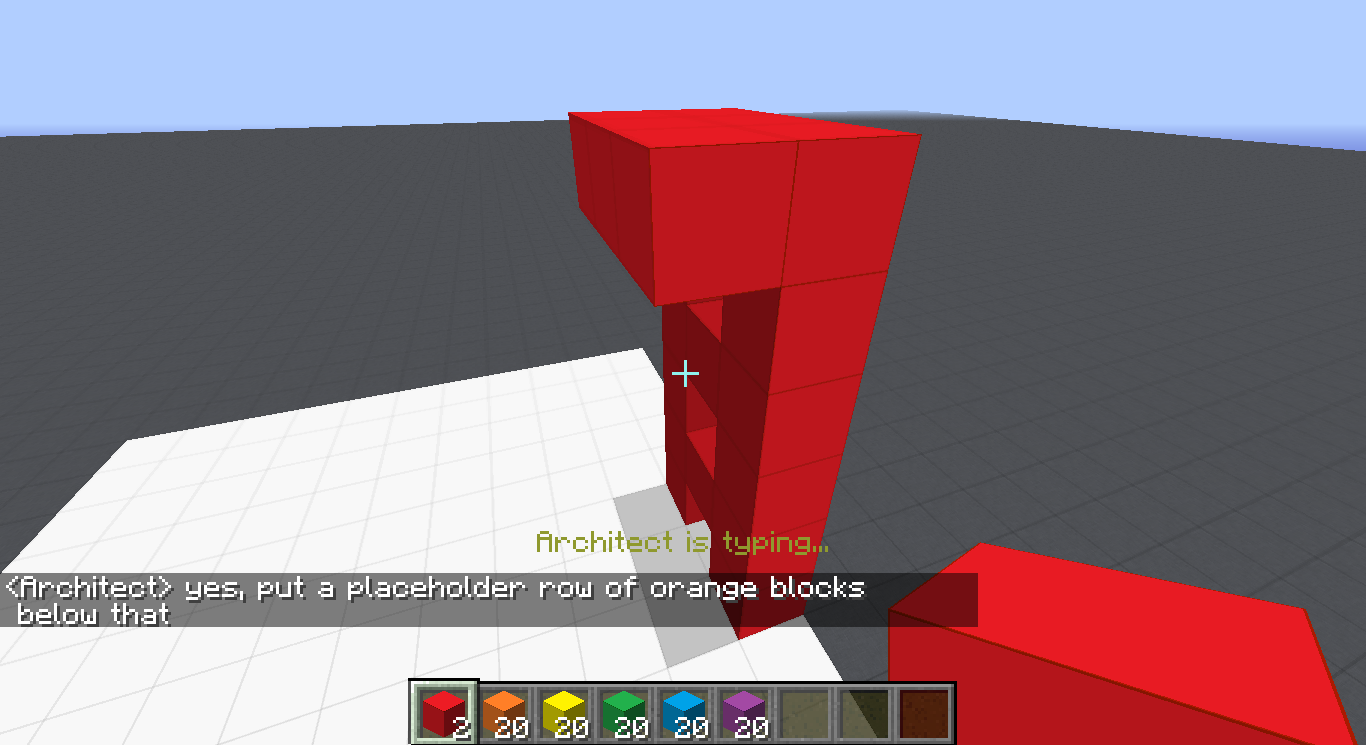 Architect is typing...
<Architect> yes, put a placeholder row of orange blocks
below that
2 20 20 20 20 20